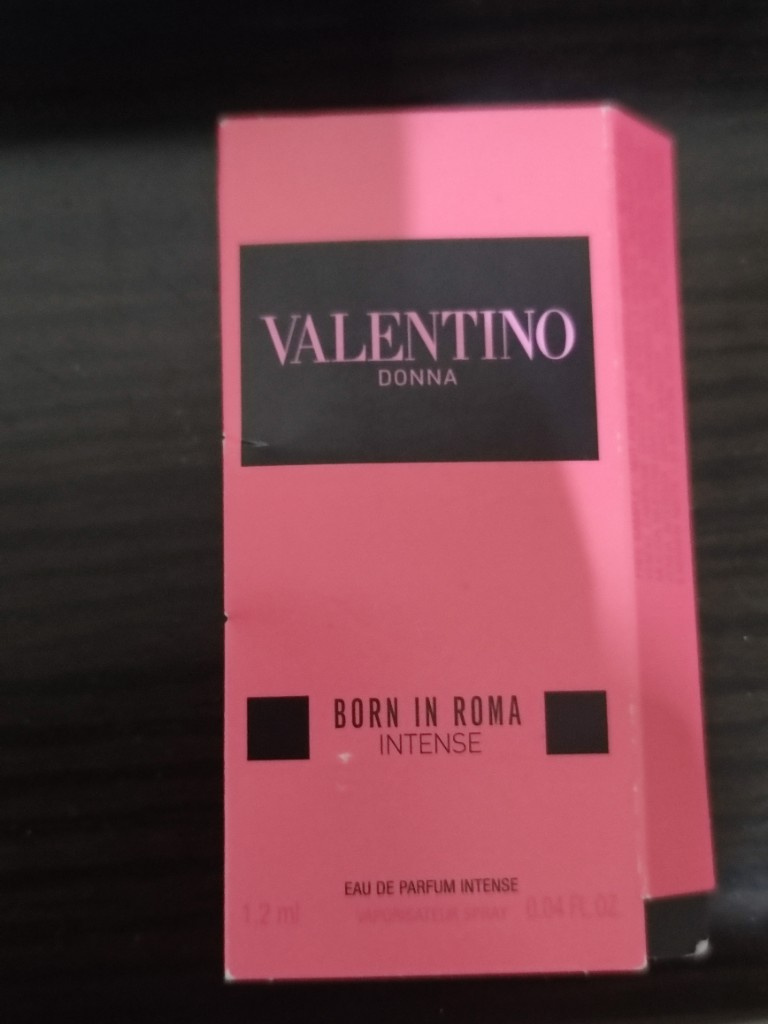 VALENTINO
DONNA
BORN IN ROMA
INTENSE
EAU DE PARFUM INTENSE
1,2 ml VAPORISATEUR SPRAY 0.04 FL.OZ.